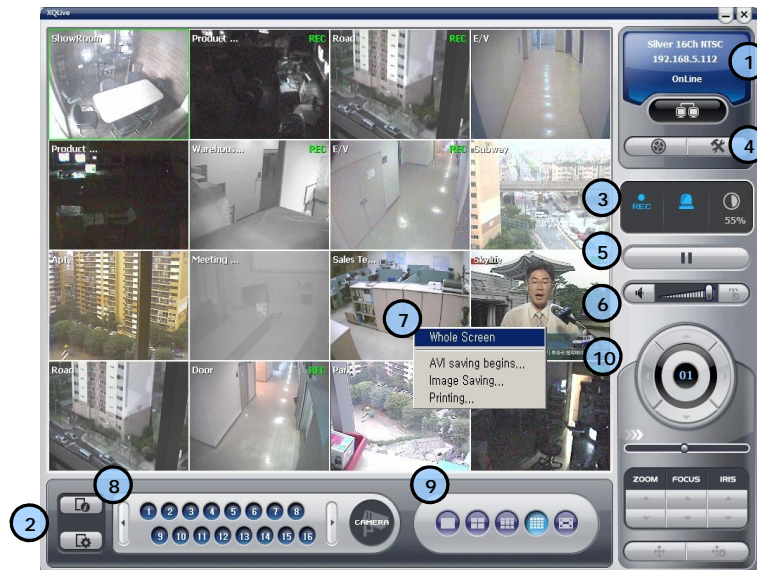 XQLive
ShowRoom
Product ...
REC
Road
REC
E/V
Silver 16Ch NTSC
192.168.5.112
OnLine
1
Product ...
Warehous...
REC
E/V
REC
Subway
4
3
REC
55%
5
Apt.
Meeting ...
Sales Te...
Skylife
6
7
Whole Screen
10
AVI saving begins...
Image Saving...
Printing...
01
Road
Door
REC
Park
8
9
ZOOM
FOCUS
IRIS
2
1 2 3 4 5 6 7 8
CAMERA
9 10 11 12 13 14 15 16